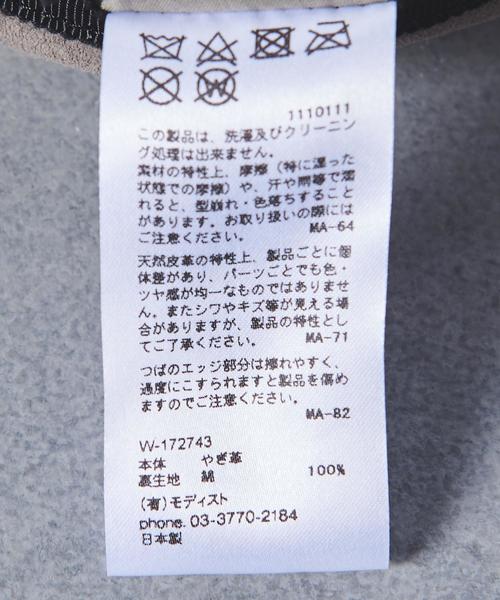 W
1110111
この製品は、洗濯及びクリーニン
グ処理は出来ません。
素材の特性上、摩擦（特に湿った
状態での摩擦）や、汗や雨等で濡
れると、型崩れ・色落ちすること
があります。お取り扱いの際には
ご注意ください。 MA-64
天然皮革の特性上、製品ごとに個
体差があり、パーツごとでも色・
ツヤ感が均一なものではありませ
ん。またシワやキズ等が見える場
合がありますが、製品の特性とし
てご了承ください。 MA-71
つばのエッジ部分は擦れやすく、
過度にこすられますと製品を傷め
ますのでご注意ください。
MA-82
W-172743
本体 やぎ革
裏生地 綿 100%
(有)モディスト
phone. 03-3770-2184
日本製